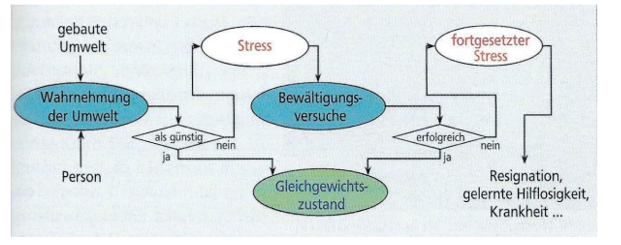 gebaute
Umwelt
Wahrnehmung
der Umwelt
Person
als günstig
nein
ja
Stress
Bewältigungs-
versuche
Gleichgewichts-
zustand
erfolgreich
nein
ja
fortgesetzter
Stress
Resignation,
gelernte Hilflosigkeit,
Krankheit ...